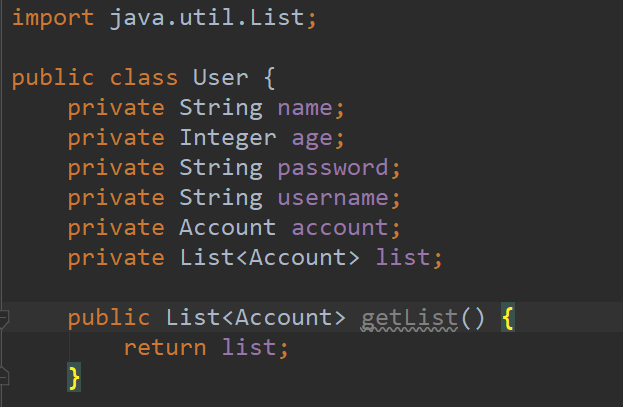 import java.util.List;
public class User {
private String name;
private Integer age;
private String password;
private String username;
private Account account;
private List<Account> list;
public List<Account> getList() {
return list;
}